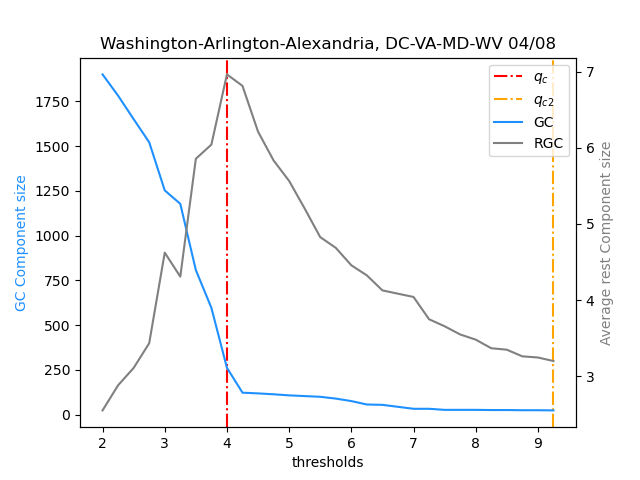 Washington-Arlington-Alexandria, DC-VA-MD-WV 04/08
q_c
q_c2
GC
RGC
GC Component size
1750
1500
1250
1000
750
500
250
0
7
6
5
4
3
Average rest Component size
2 3 4 5 6 7 8 9
thresholds